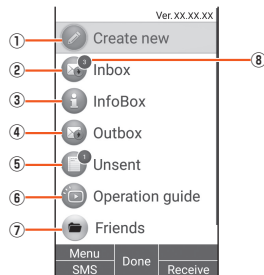 Ver. XX.XX.XX
① Create new
② 3 Inbox ⑧
③ InfoBox
④ Outbox
⑤ 1 Unsent
⑥ Operation guide
⑦ Friends
Menu Done
SMS Receive